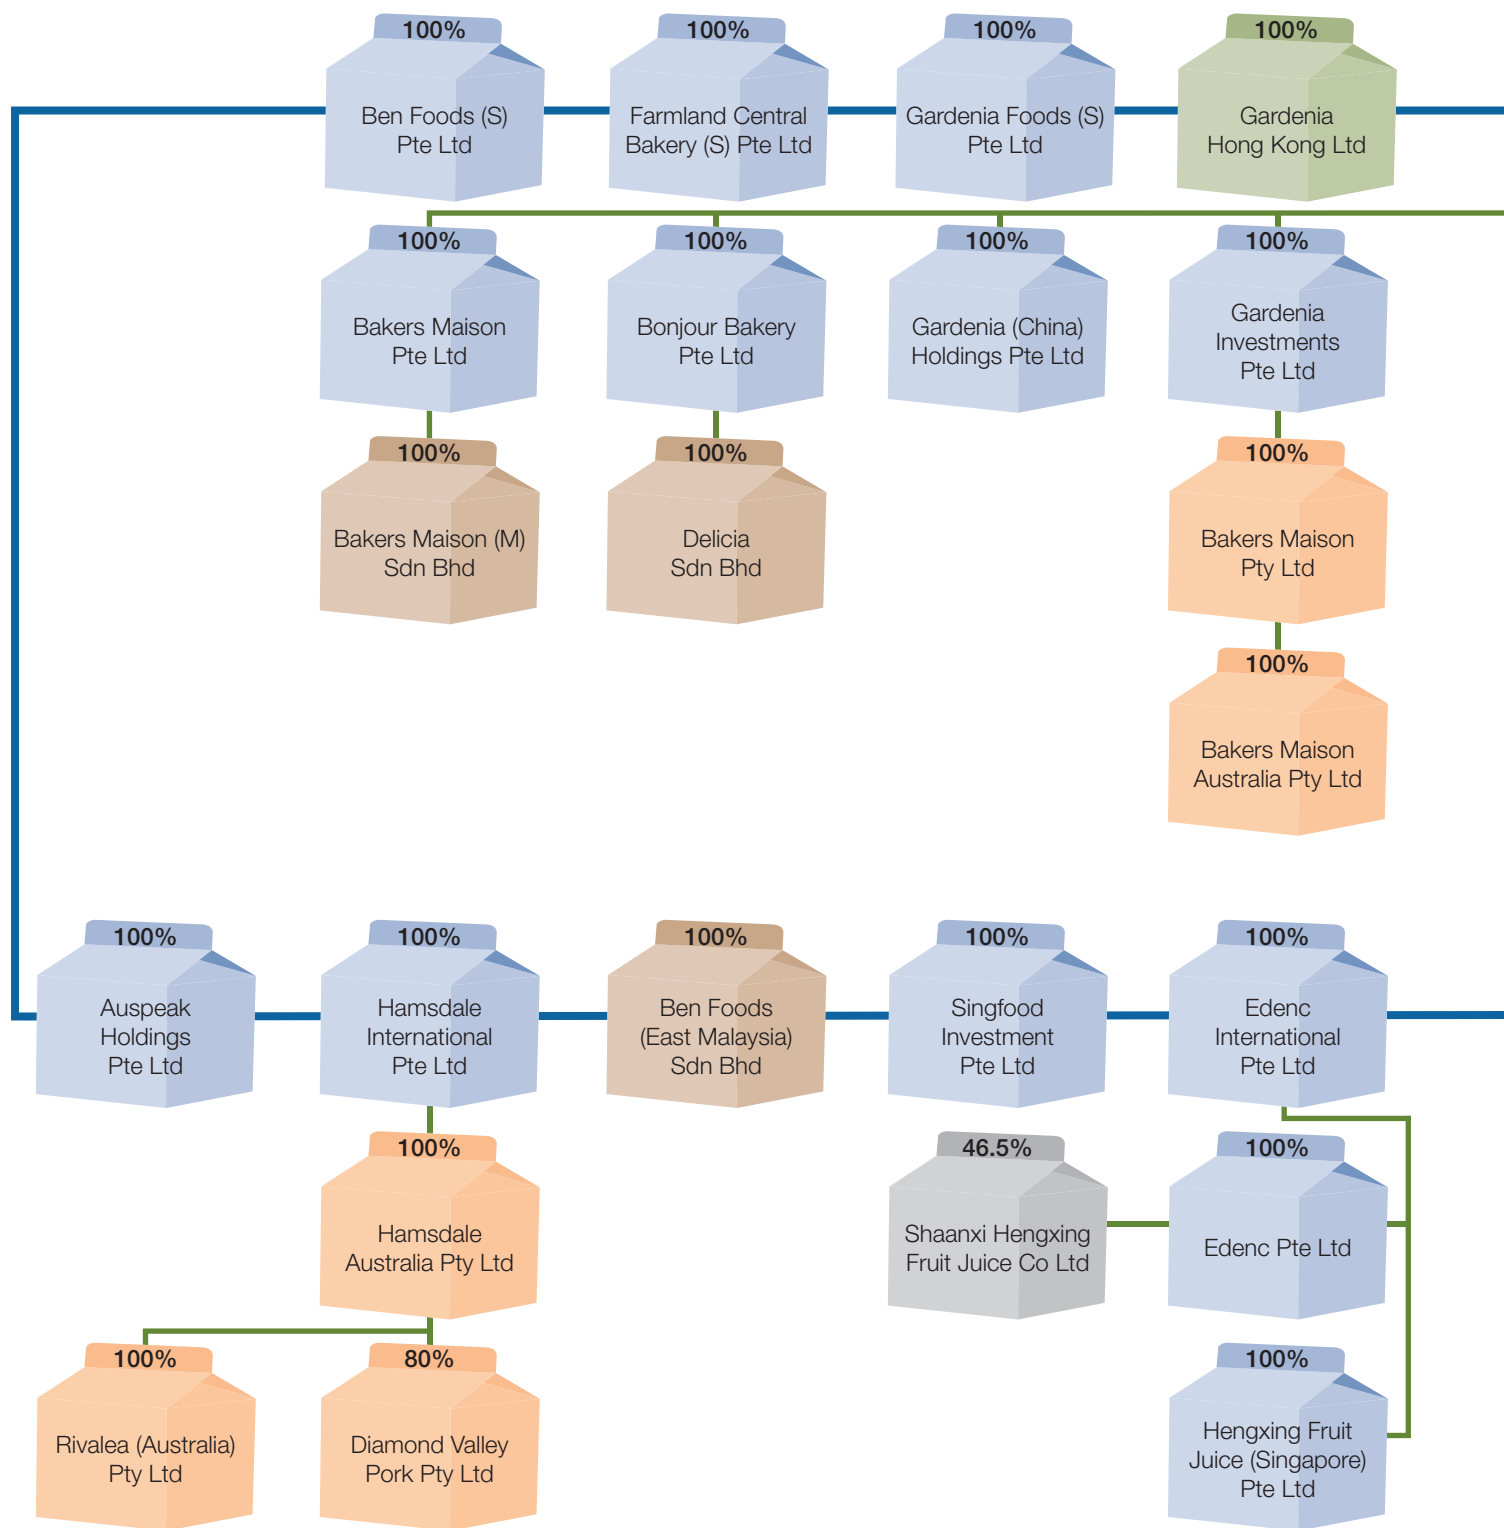 100%
Ben Foods (S)
Pte Ltd
100%
Farmland Central
Bakery (S) Pte Ltd
100%
Gardenia Foods (S)
Pte Ltd
100%
Gardenia
Hong Kong Ltd
100%
Bakers Maison
Pte Ltd
100%
Bonjour Bakery
Pte Ltd
100%
Gardenia (China)
Holdings Pte Ltd
100%
Gardenia
Investments
Pte Ltd
100%
Bakers Maison (M)
Sdn Bhd
100%
Delicia
Sdn Bhd
100%
Bakers Maison
Pty Ltd
100%
Bakers Maison
Australia Pty Ltd
100%
Auspeak
Holdings
Pte Ltd
100%
Hamsdale
International
Pte Ltd
100%
Ben Foods
(East Malaysia)
Sdn Bhd
100%
Singfood
Investment
Pte Ltd
100%
Edenc
International
Pte Ltd
100%
Hamsdale
Australia Pty Ltd
46.5%
Shaanxi Hengxing
Fruit Juice Co Ltd
100%
Edenc Pte Ltd
100%
Rivalea (Australia)
Pty Ltd
80%
Diamond Valley
Pork Pty Ltd
100%
Hengxing Fruit
Juice (Singapore)
Pte Ltd